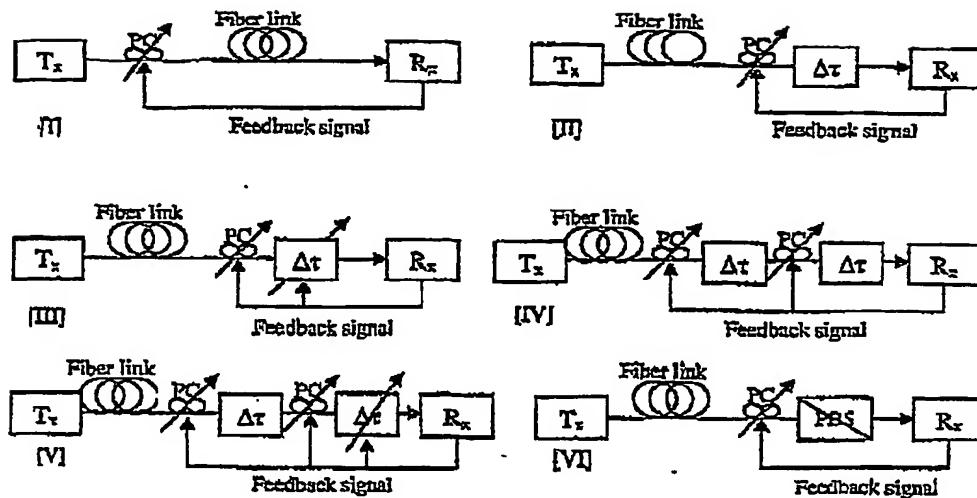 Fiber link
PC
Tx
Rx
Feedback signal
[I]
Fiber link
PC
Tx
Δτ
Rx
Feedback signal
[II]
Fiber link
PC
Tx
Δτ
Rx
Feedback signal
[III]
Fiber link
PC
PC
Tx
Δτ
Δτ
Rx
Feedback signal
[IV]
Fiber link
PC
PC
Tx
Δτ
Δτ
Rx
Feedback signal
[V]
Fiber link
PC
Tx
PBS
Rx
Feedback signal
[VI]